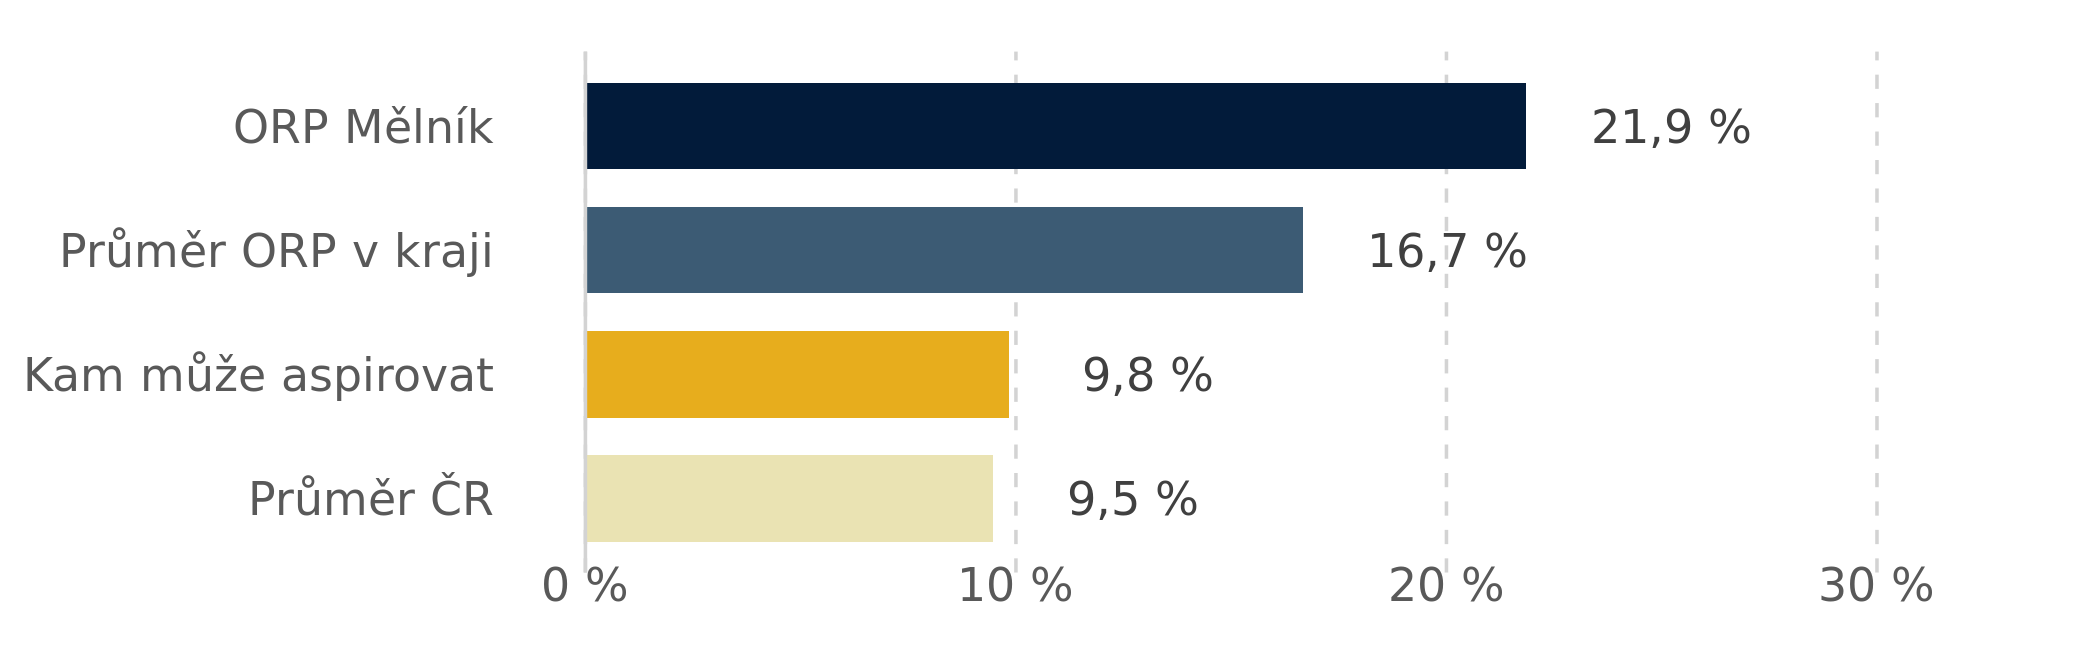 ORP Mělník
21,9 %
Průměr ORP v kraji
16,7 %
Kam může aspirovat
9,8 %
Průměr ČR
9,5 %
0 %
10 %
20 %
30 %